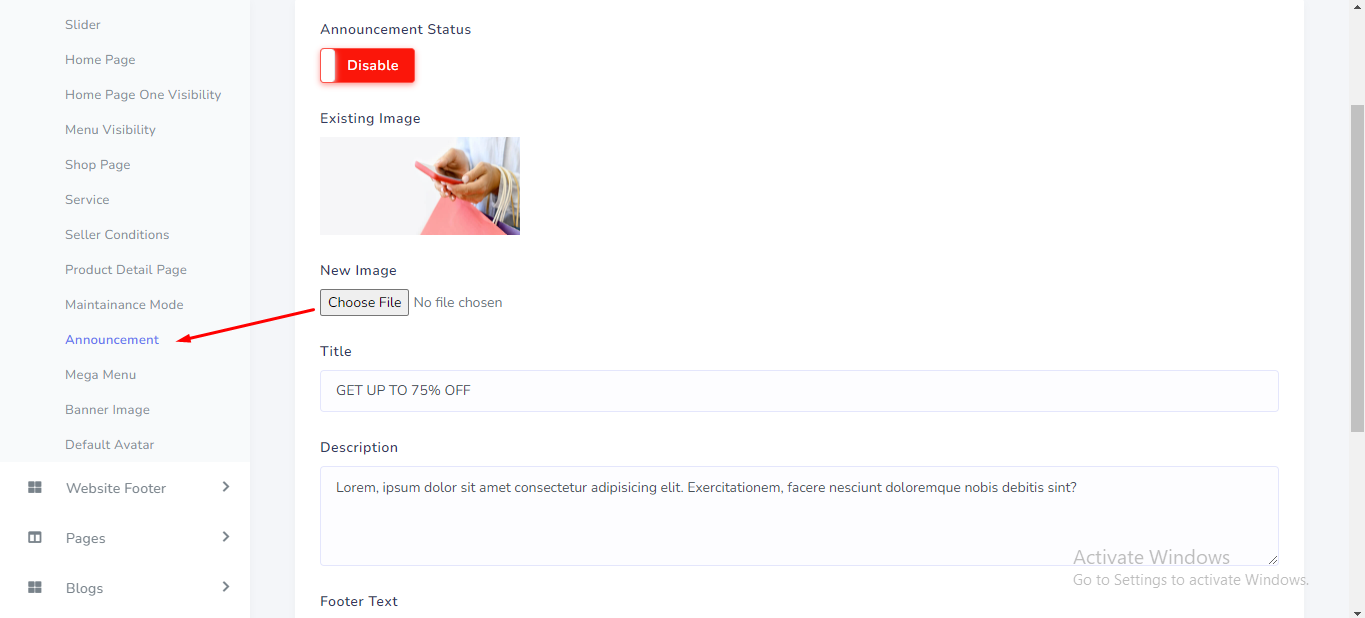 Slider
Home Page
Home Page One Visibility
Menu Visibility
Shop Page
Service
Seller Conditions
Product Detail Page
Maintainance Mode
Announcement
Mega Menu
Banner Image
Default Avatar
Website Footer
Pages
Blogs
Announcement Status
Disable
Existing Image
New Image
Choose File No file chosen
Title
GET UP TO 75% OFF
Description
Lorem, ipsum dolor sit amet consectetur adipisicing elit. Exercitationem, facere nesciunt doloremque nobis debitis sint?
Footer Text
Activate Windows
Go to Settings to activate Windows.